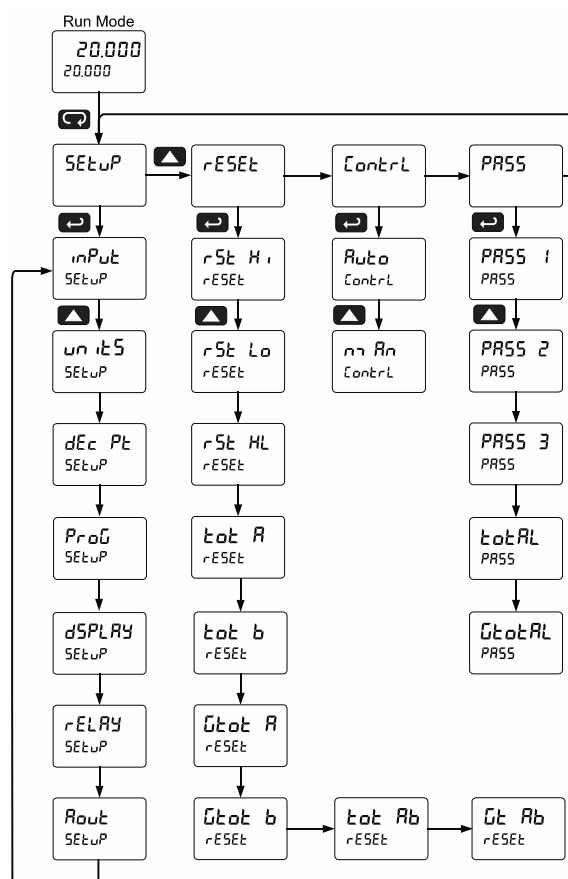 Run Mode
20.000
20.000
SEtuP
rESEt
ContrL
PASS
inPut
SEtuP
rSt Hi
rESEt
Auto
ContrL
PASS 1
PASS
unitS
SEtuP
rSt Lo
rESEt
mAn
ContrL
PASS 2
PASS
dEc Pt
SEtuP
rSt HL
rESEt
PASS 3
PASS
ProG
SEtuP
tot A
rESEt
totAL
PASS
dSPLAY
SEtuP
tot b
rESEt
GtotAL
PASS
rELAY
SEtuP
Gtot A
rESEt
Aout
SEtuP
Gtot b
rESEt
tot Ab
rESEt
Gt Ab
rESEt